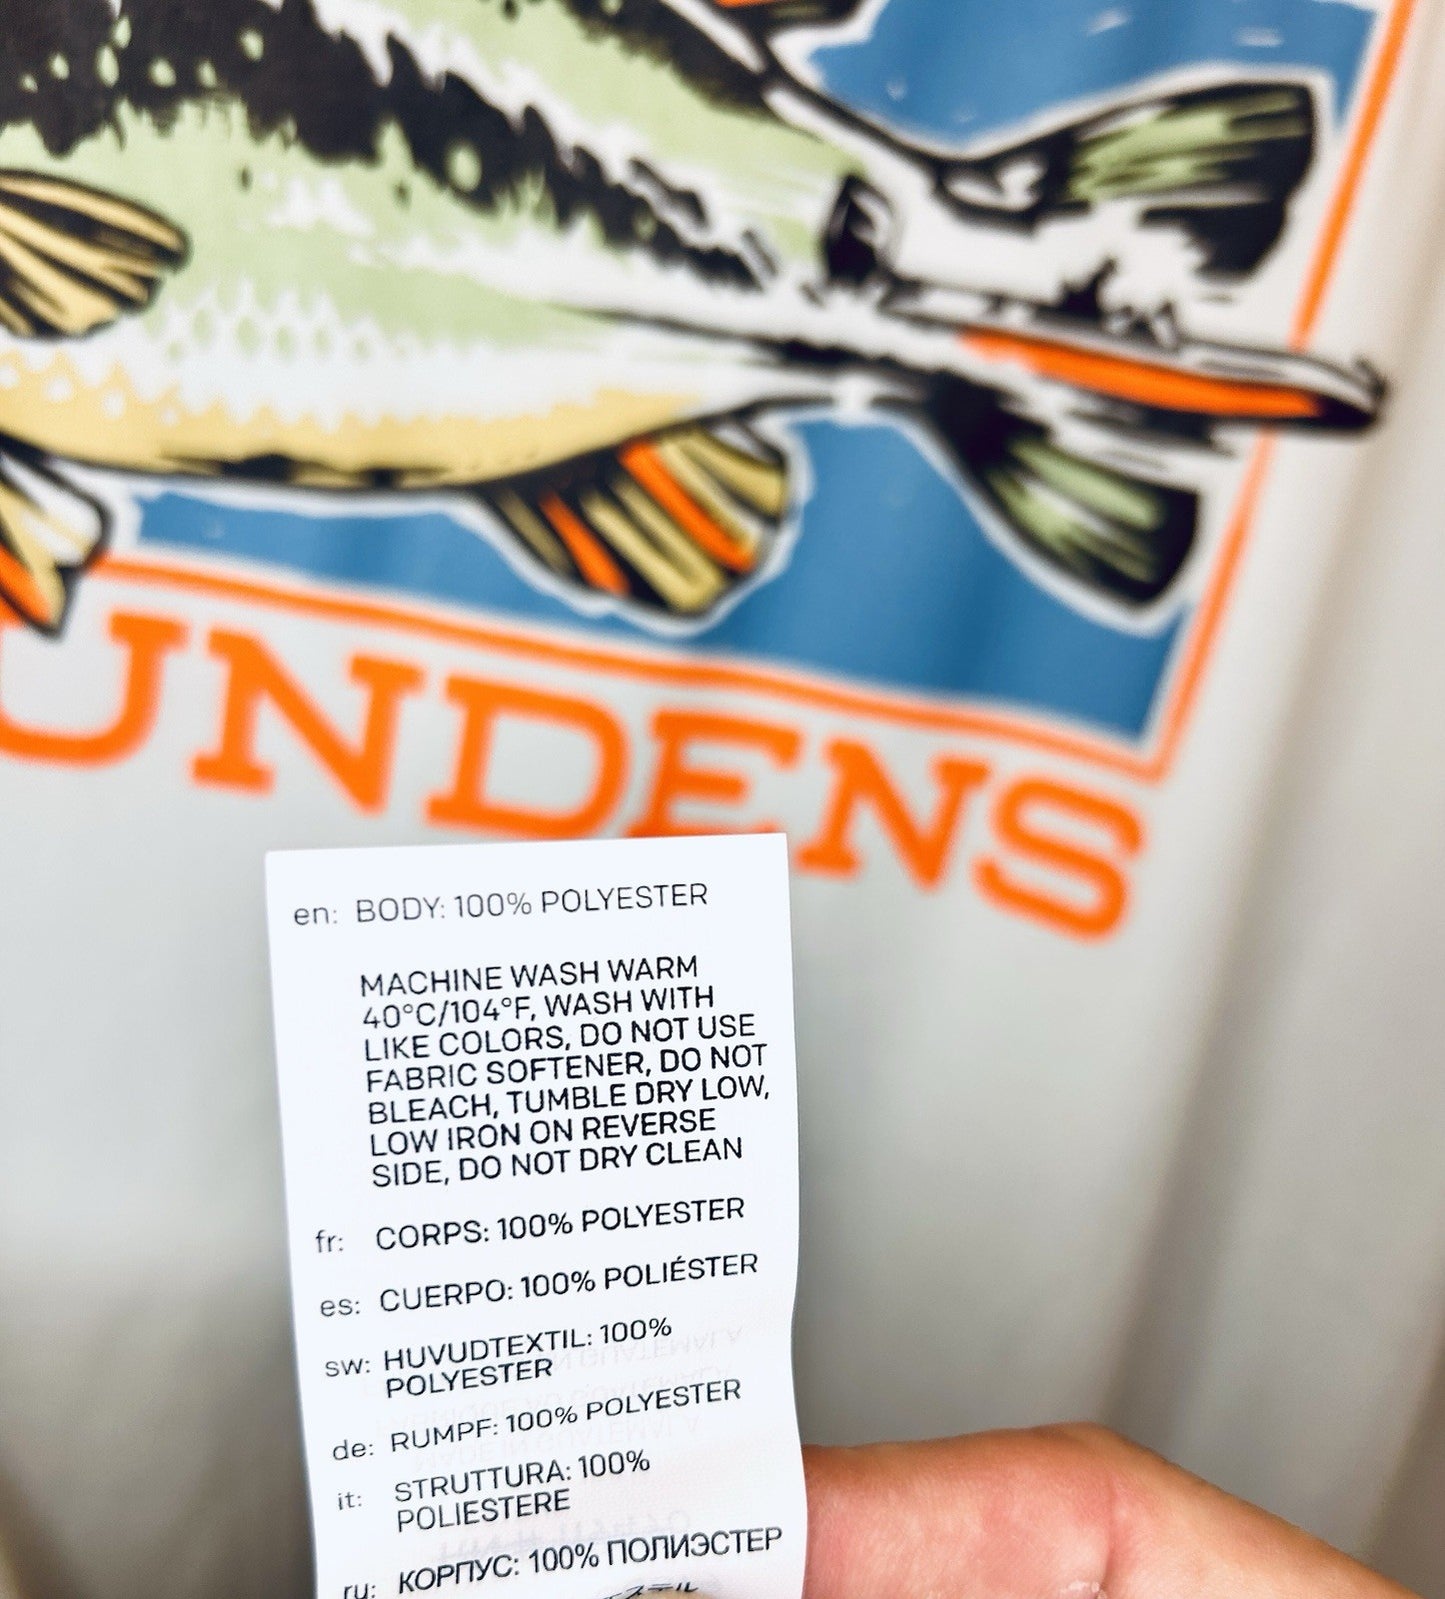 UNDENS
en: BODY: 100% POLYESTER
MACHINE WASH WARM
40°C/104°F, WASH WITH
LIKE COLORS, DO NOT USE
FABRIC SOFTENER, DO NOT
BLEACH, TUMBLE DRY LOW,
LOW IRON ON REVERSE
SIDE, DO NOT DRY CLEAN
fr: CORPS: 100% POLYESTER
es: CUERPO: 100% POLIÉSTER
sw: HUVUDTEXTIL: 100%
POLYESTER
de: RUMPF: 100% POLYESTER
it: STRUTTURA: 100%
POLIESTERE
ru: КОРПУС: 100% ПОЛИЭСТЕР